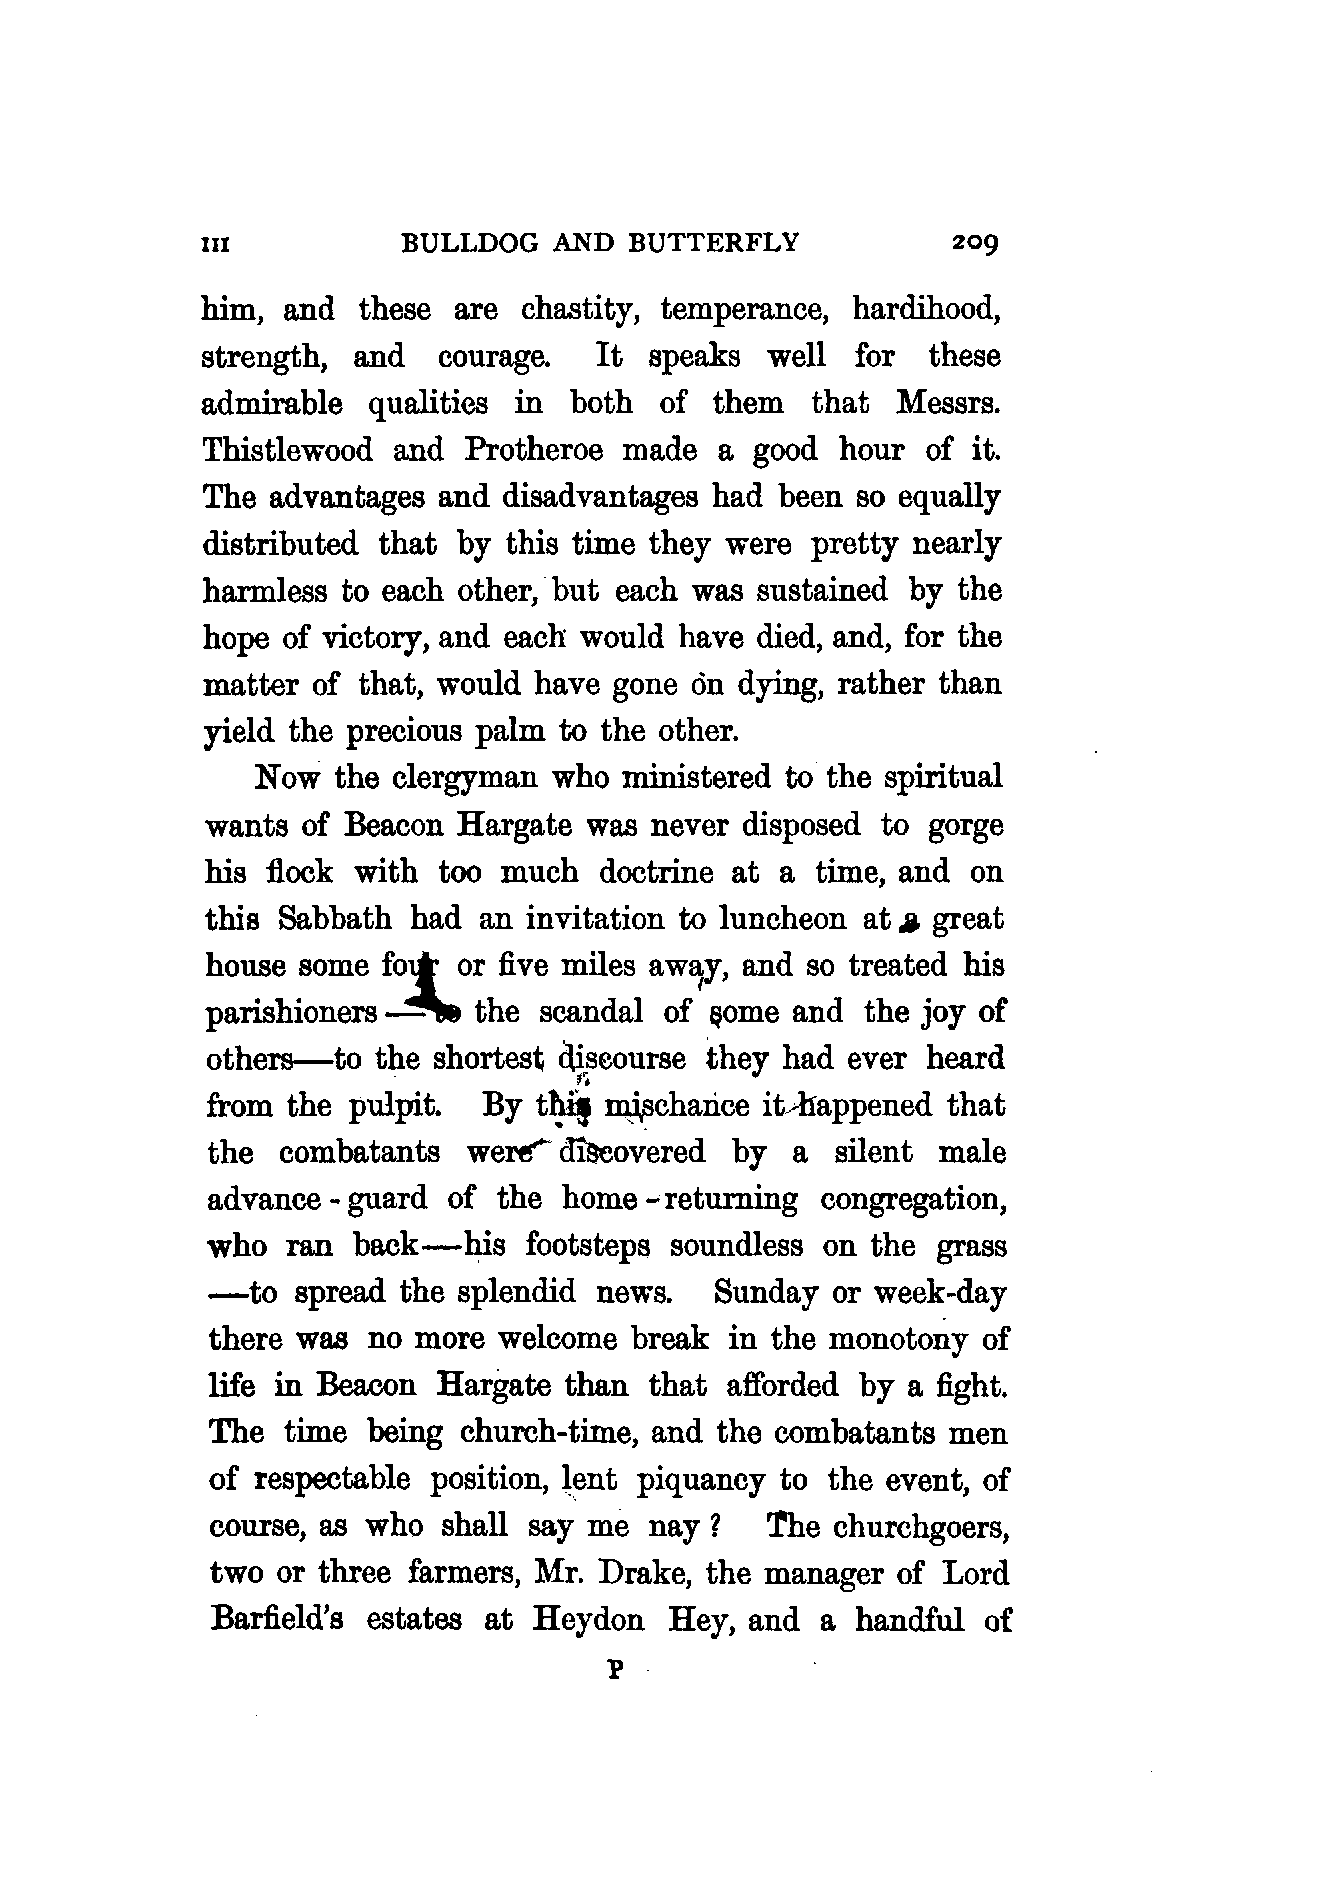 III BULLDOG AND BUTTERFLY 209
him, and these are chastity, temperance, hardihood,
strength, and courage. It speaks well for these
admirable qualities in both of them that Messrs.
Thistlewood and Protheroe made a good hour of it.
The advantages and disadvantages had been so equally
distributed that by this time they were pretty nearly
harmless to each other, but each was sustained by the
hope of victory, and each would have died, and, for the
matter of that, would have gone on dying, rather than
yield the precious palm to the other.
Now the clergyman who ministered to the spiritual
wants of Beacon Hargate was never disposed to gorge
his flock with too much doctrine at a time, and on
this Sabbath had an invitation to luncheon at a great
house some four or five miles away, and so treated his
parishioners—to the scandal of some and the joy of
others—to the shortest discourse they had ever heard
from the pulpit. By this mischance it happened that
the combatants were discovered by a silent male
advance-guard of the home-returning congregation,
who ran back—his footsteps soundless on the grass
—to spread the splendid news. Sunday or week-day
there was no more welcome break in the monotony of
life in Beacon Hargate than that afforded by a fight.
The time being church-time, and the combatants men
of respectable position, lent piquancy to the event, of
course, as who shall say me nay? The churchgoers,
two or three farmers, Mr. Drake, the manager of Lord
Barfield's estates at Heydon Hey, and a handful of
P